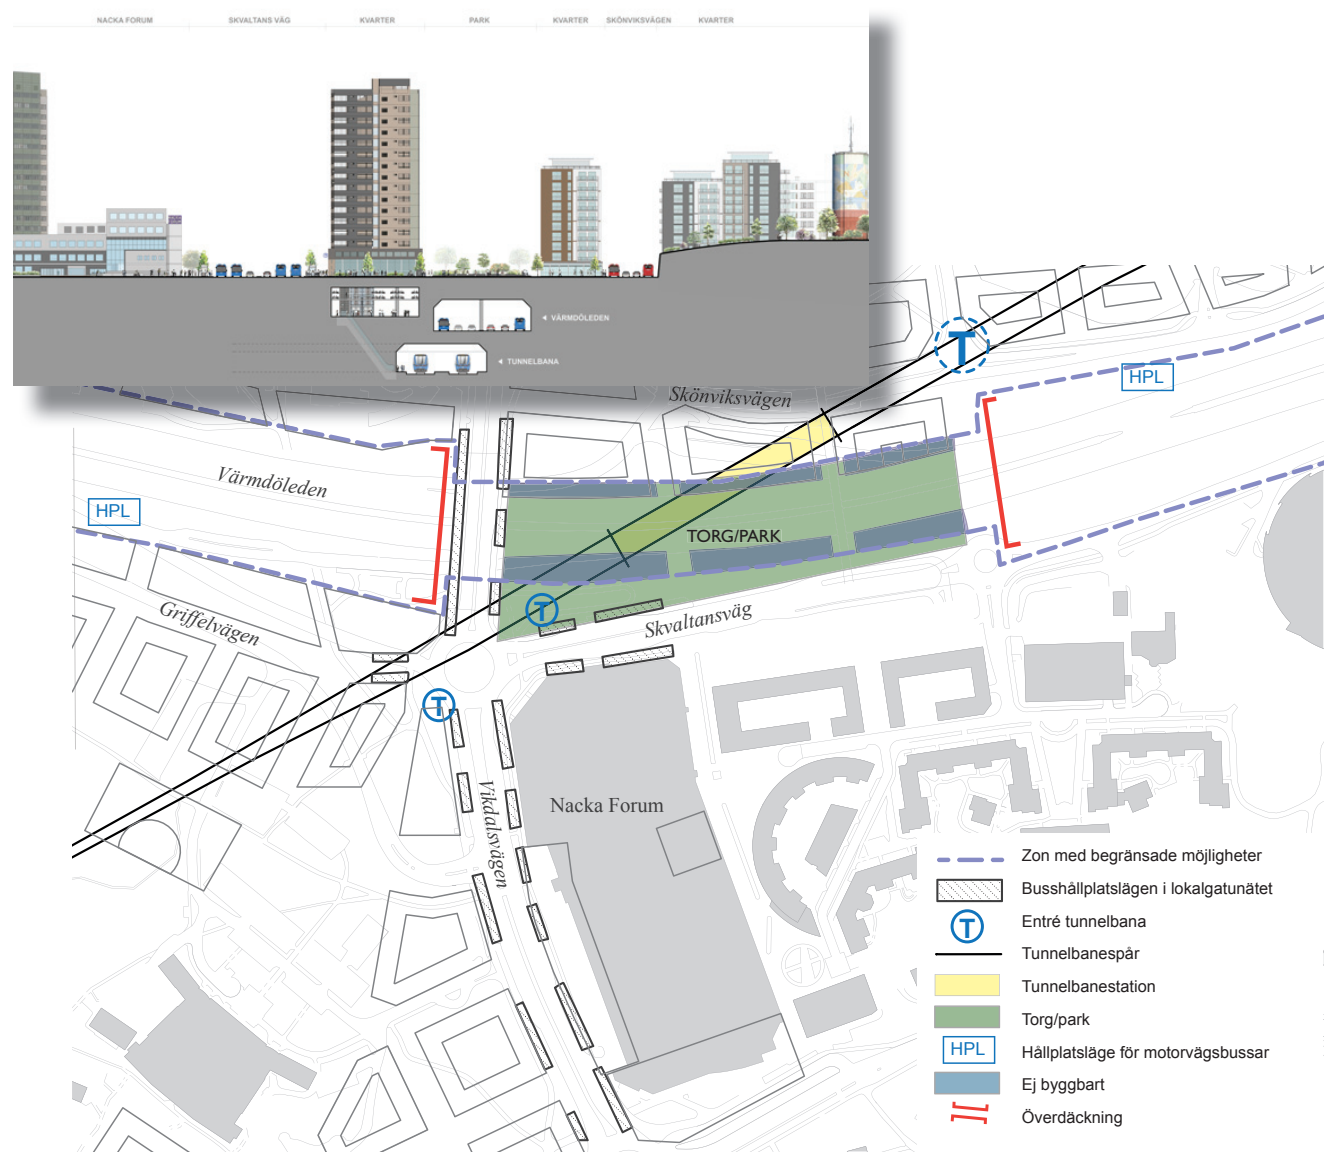 NACKA FORUM
SKVALTANS VÄG
KVARTER
PARK
KVARTER
SKÖNVIKSVÄGEN
KVARTER
VÄRMDÖLEDEN
TUNNELBANA
T
HPL
Skönviksvägen
Värmdöleden
HPL
TORG/PARK
Griffelvägen
T
Skvaltansväg
T
Vikdalsvägen
Nacka Forum
Zon med begränsade möjligheter
Busshållplatslägen i lokalgatunätet
T Entré tunnelbana
Tunnelbanespår
Tunnelbanestation
Torg/park
HPL Hållplatsläge för motorvägsbussar
Ej byggbart
Överdäckning